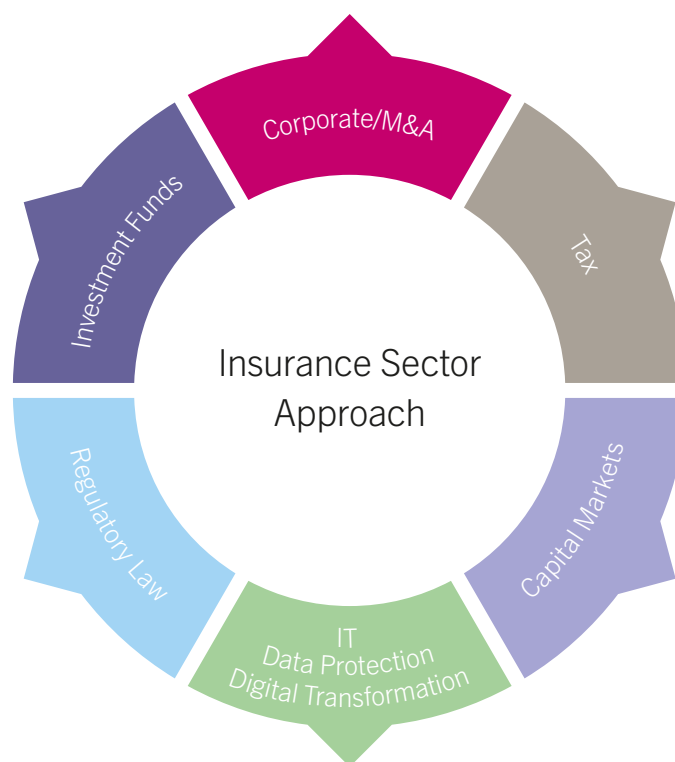 Corporate/M&A
Tax
Capital Markets
IT
Data Protection
Digital Transformation
Regulatory Law
Investment Funds
Insurance Sector
Approach